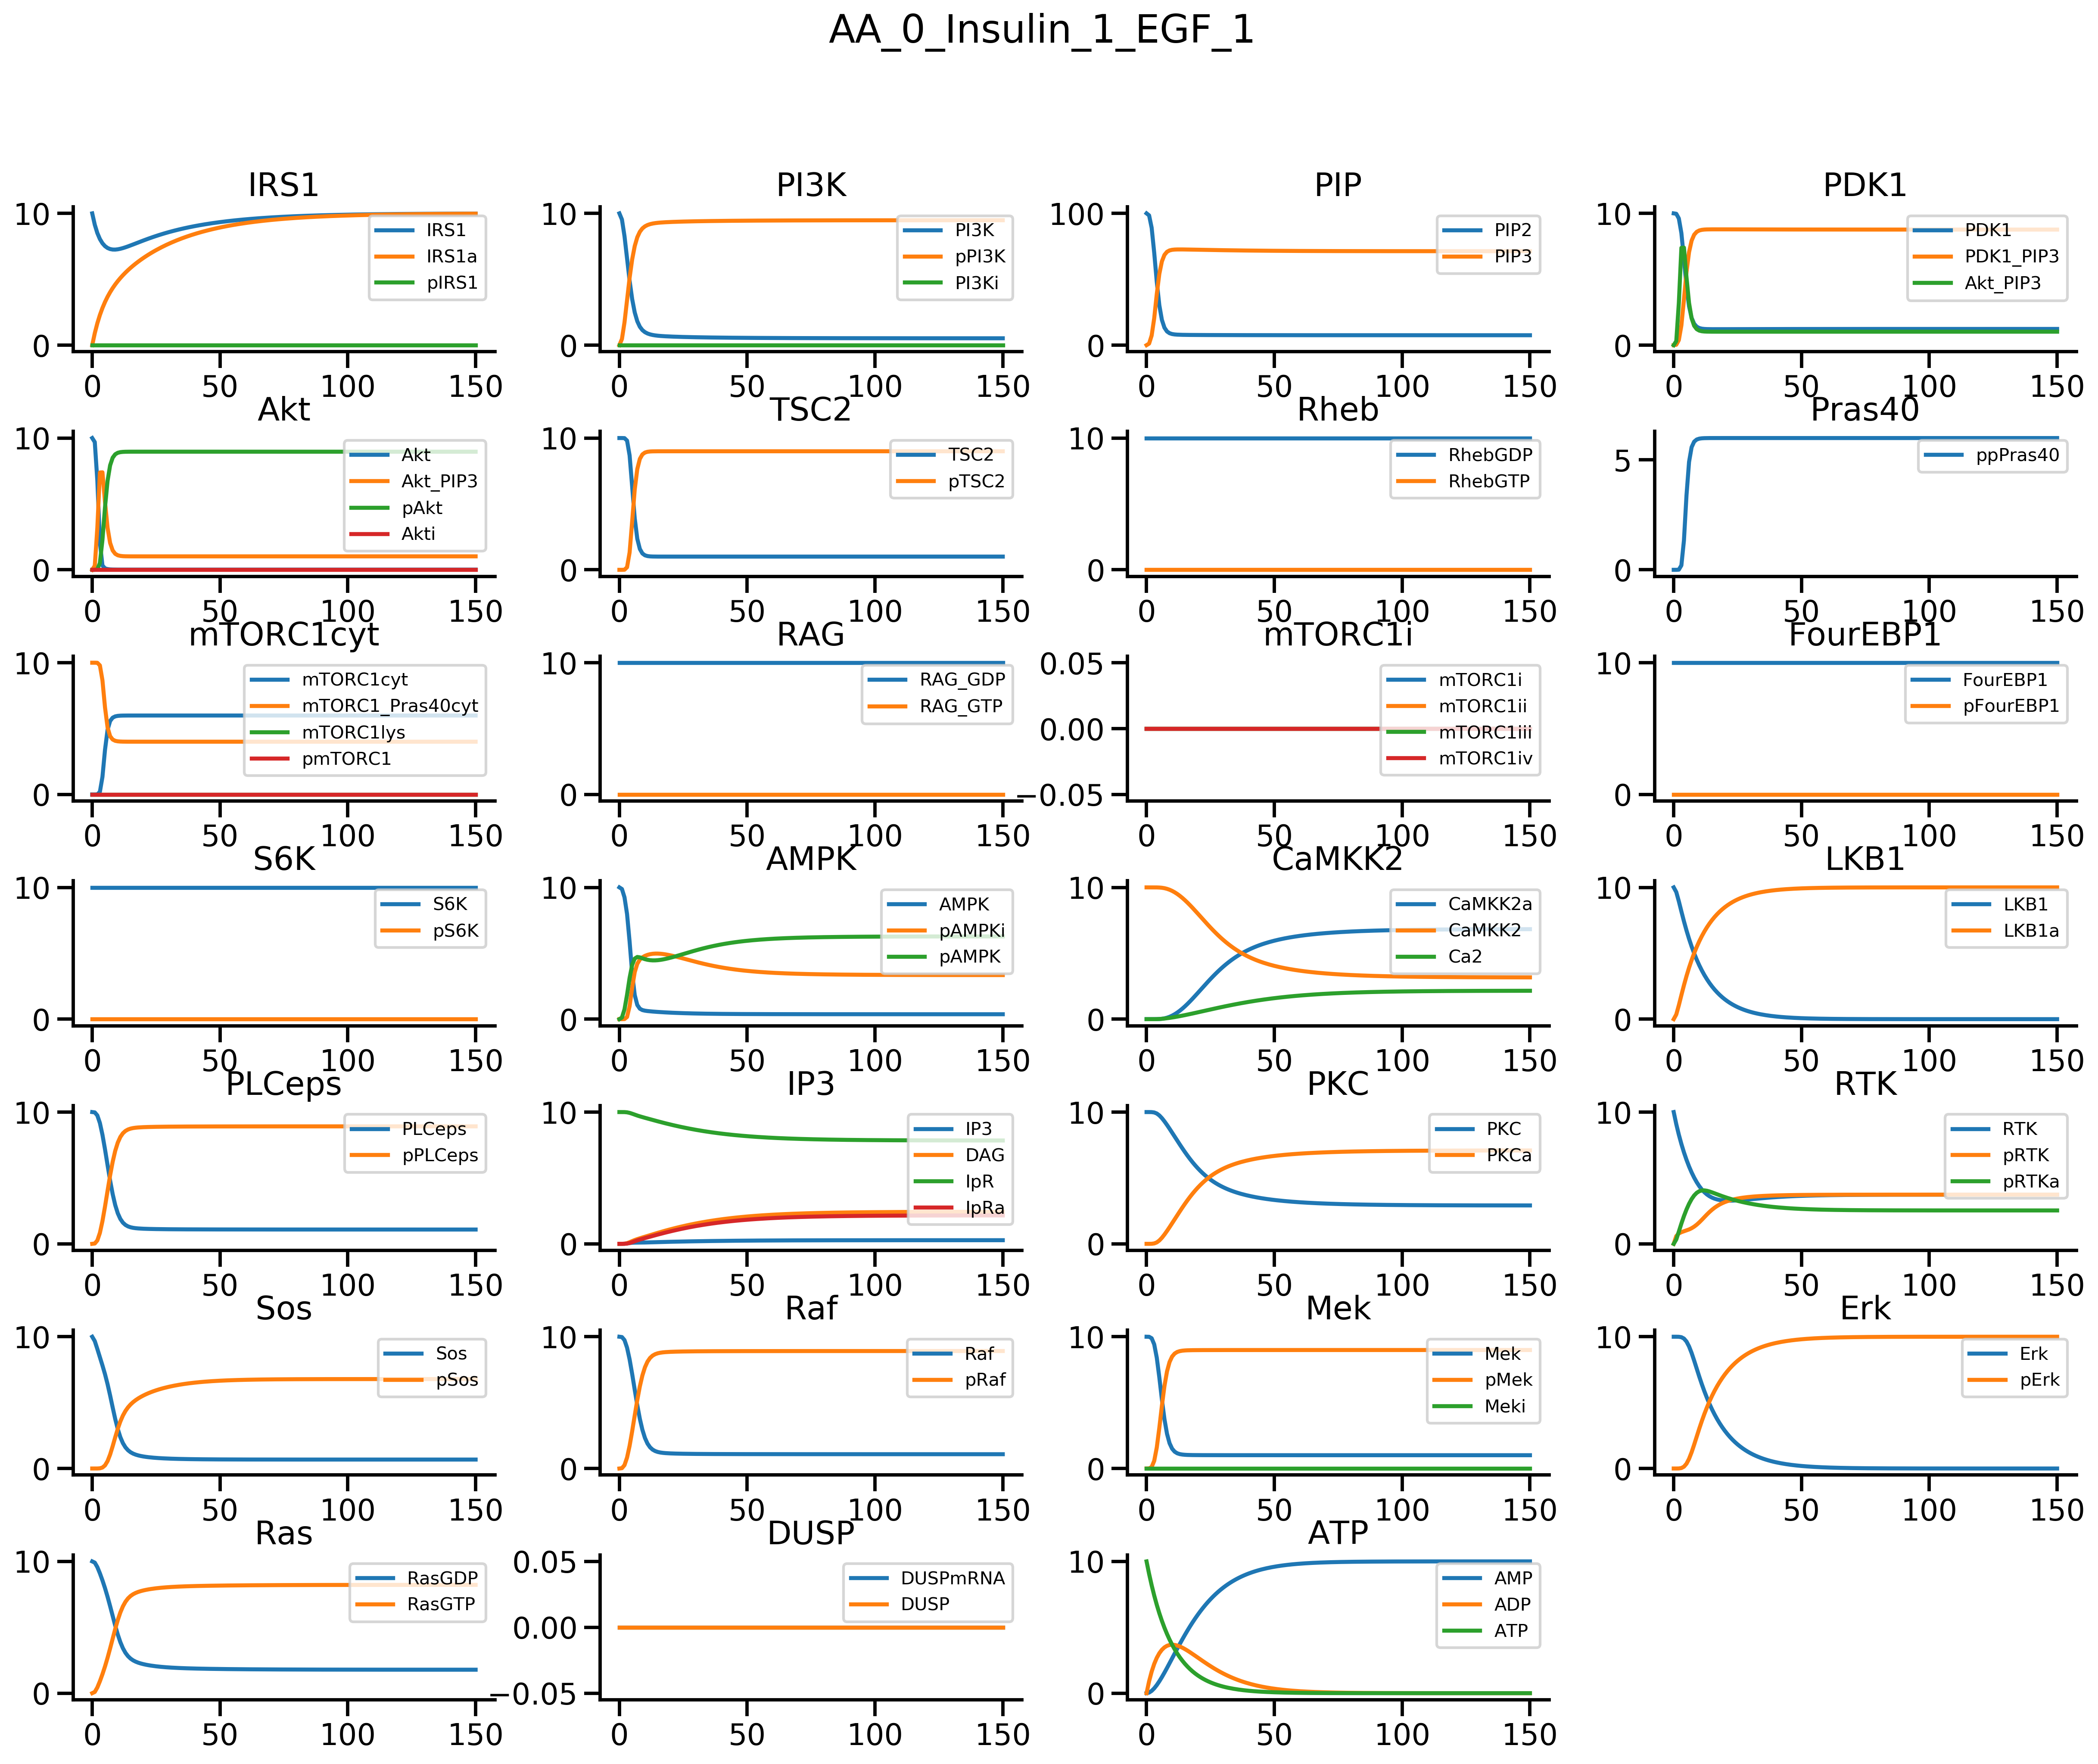 AA_0_Insulin_1_EGF_1
IRS1
10
0
0 50 100 150
IRS1
IRS1a
pIRS1
PI3K
10
0
0 50 100 150
PI3K
pPI3K
PI3Ki
PIP
100
0
0 50 100 150
PIP2
PIP3
PDK1
10
0
0 50 100 150
PDK1
PDK1_PIP3
Akt_PIP3
Akt
10
0
0 50 100 150
Akt
Akt_PIP3
pAkt
Akti
TSC2
10
0
0 50 100 150
TSC2
pTSC2
Rheb
10
0
0 50 100 150
RhebGDP
RhebGTP
Pras40
5
0
0 50 100 150
ppPras40
mTORC1cyt
10
0
0 50 100 150
mTORC1cyt
mTORC1_Pras40cyt
mTORC1lys
pmTORC1
RAG
10
0
0 50 100 150
RAG_GDP
RAG_GTP
mTORC1i
0.05
0.00
−0.05
0 50 100 150
mTORC1i
mTORC1ii
mTORC1iii
mTORC1iv
FourEBP1
10
0
0 50 100 150
FourEBP1
pFourEBP1
S6K
10
0
0 50 100 150
S6K
pS6K
AMPK
10
0
0 50 100 150
AMPK
pAMPKi
pAMPK
CaMKK2
10
0
0 50 100 150
CaMKK2a
CaMKK2
Ca2
LKB1
10
0
0 50 100 150
LKB1
LKB1a
PLCeps
10
0
0 50 100 150
PLCeps
pPLCeps
IP3
10
0
0 50 100 150
IP3
DAG
IpR
IpRa
PKC
10
0
0 50 100 150
PKC
PKCa
RTK
10
0
0 50 100 150
RTK
pRTK
pRTKa
Sos
10
0
0 50 100 150
Sos
pSos
Raf
10
0
0 50 100 150
Raf
pRaf
Mek
10
0
0 50 100 150
Mek
pMek
Meki
Erk
10
0
0 50 100 150
Erk
pErk
Ras
10
0
0 50 100 150
RasGDP
RasGTP
DUSP
0.05
0.00
−0.05
0 50 100 150
DUSPmRNA
DUSP
ATP
10
0
0 50 100 150
AMP
ADP
ATP